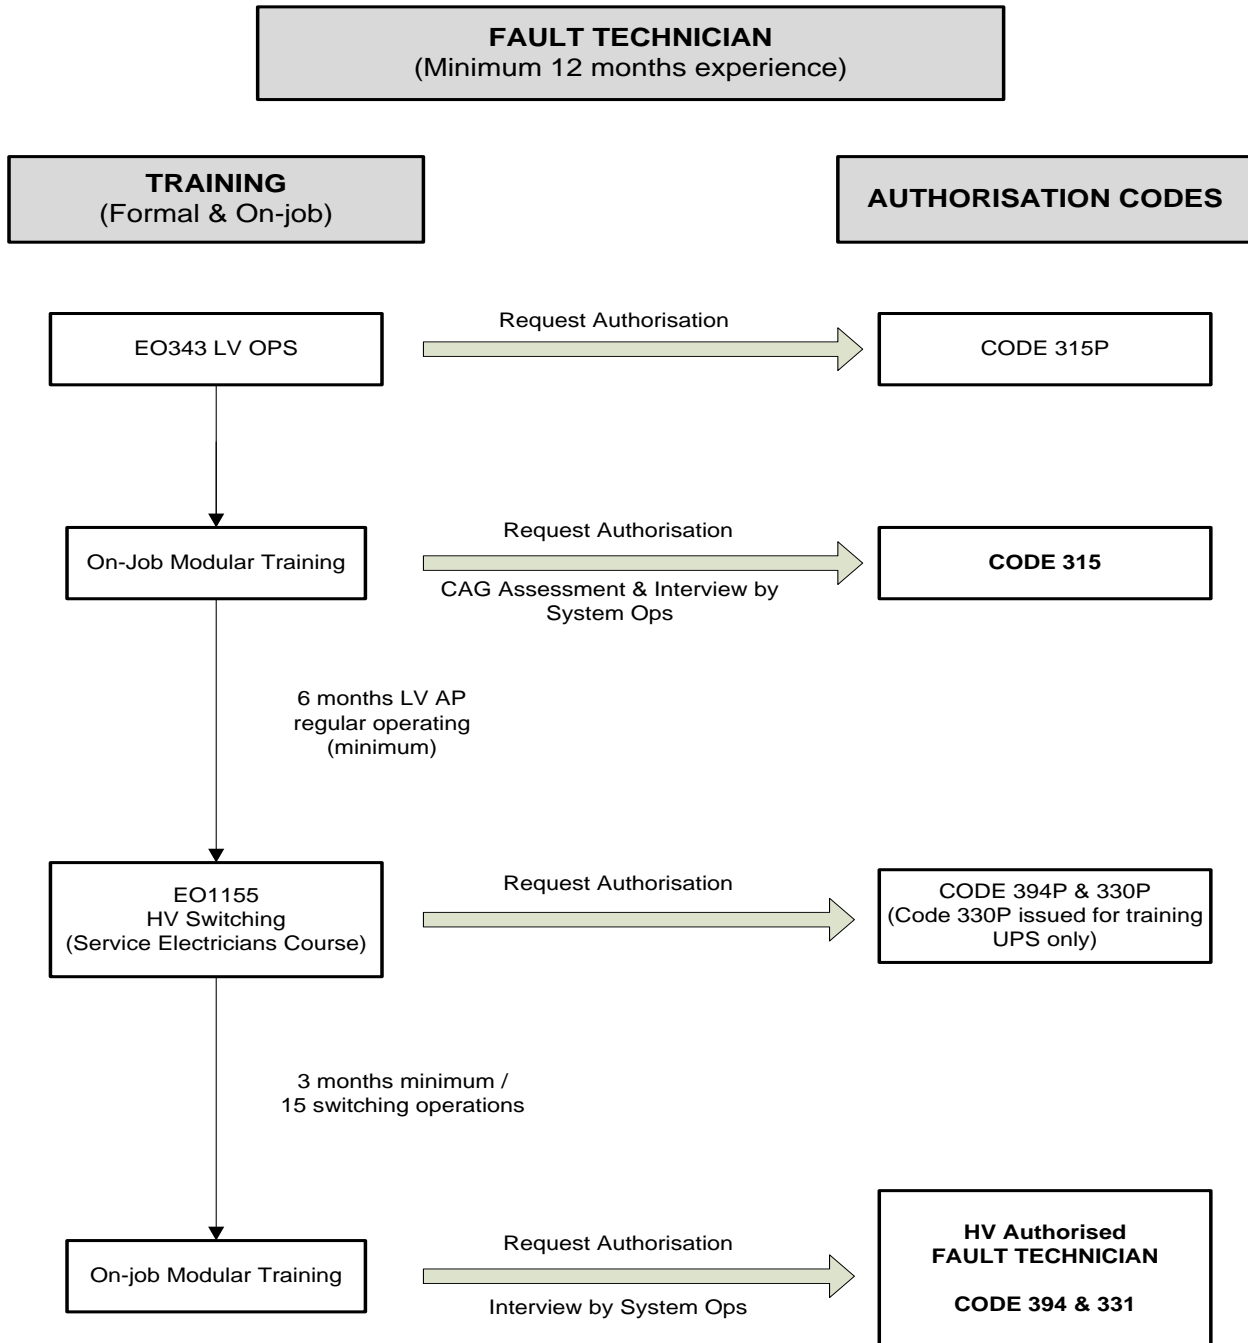 FAULT TECHNICIAN
(Minimum 12 months experience)
TRAINING
(Formal & On-job)
AUTHORISATION CODES
EO343 LV OPS
Request Authorisation
CODE 315P
On-Job Modular Training
Request Authorisation
CAG Assessment & Interview by
System Ops
CODE 315
6 months LV AP
regular operating
(minimum)
EO1155
HV Switching
(Service Electricians Course)
Request Authorisation
CODE 394P & 330P
(Code 330P issued for training
UPS only)
3 months minimum /
15 switching operations
On-job Modular Training
Request Authorisation
Interview by System Ops
HV Authorised
FAULT TECHNICIAN
CODE 394 & 331